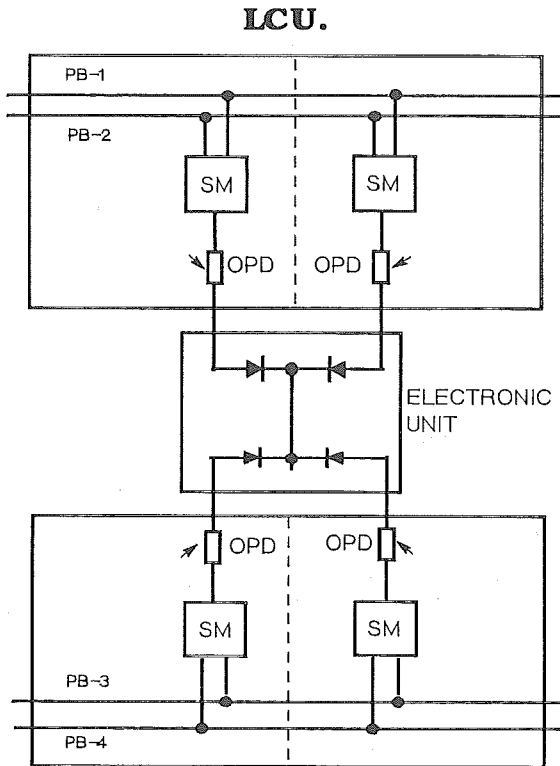 LCU.
PB-1
PB-2
SM
SM
OPD
OPD
ELECTRONIC
UNIT
OPD
OPD
SM
SM
PB-3
PB-4